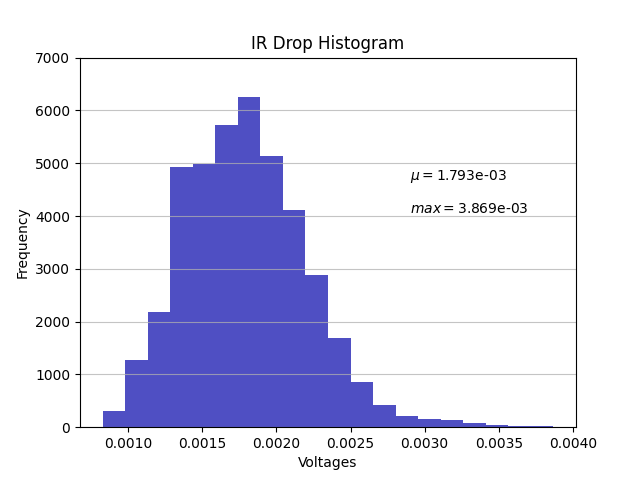 IR Drop Histogram
7000
6000
5000
4000
3000
2000
1000
0
Frequency
μ = 1.793e-03
max = 3.869e-03
0.0010 0.0015 0.0020 0.0025 0.0030 0.0035 0.0040
Voltages